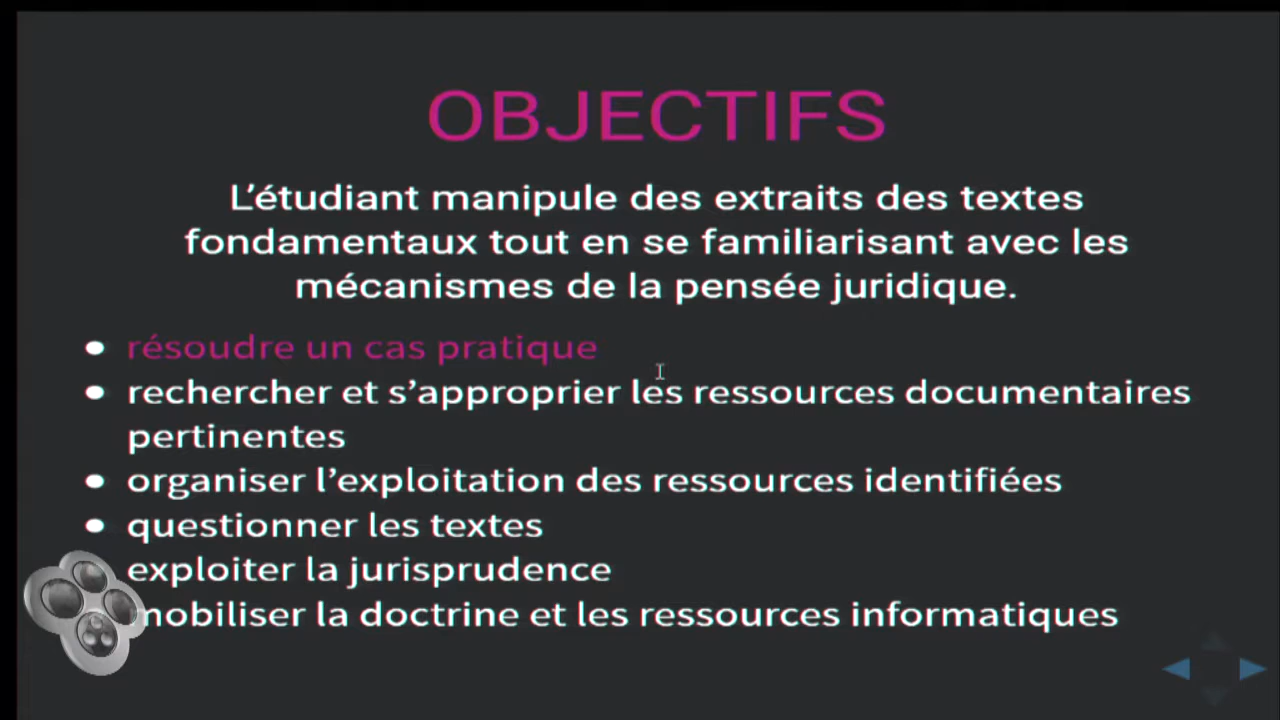 OBJECTIFS
L'étudiant manipule des extraits des textes
fondamentaux tout en se familiarisant avec les
mécanismes de la pensée juridique.
• résoudre un cas pratique
• rechercher et s'approprier les ressources documentaires
pertinentes
• organiser l'exploitation des ressources identifiées
• questionner les textes
exploiter la jurisprudence
mobiliser la doctrine et les ressources informatiques